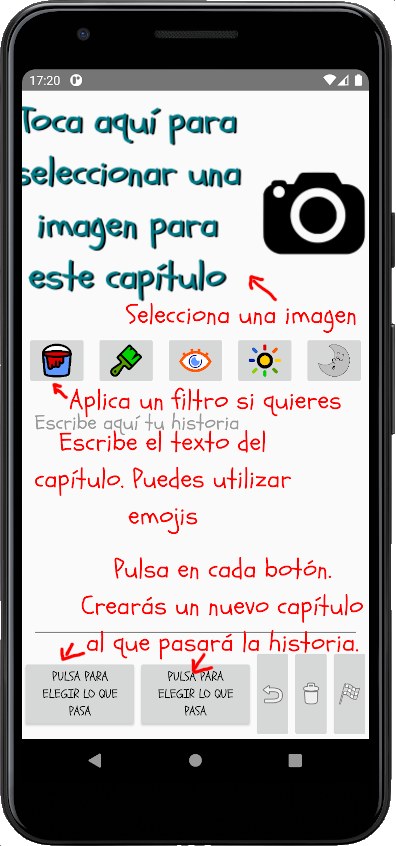 17:20
Toca aquí para
seleccionar una
imagen para
este capítulo
Selecciona una imagen
Aplica un filtro si quieres
Escribe aquí tu historia
Escribe el texto del
capítulo. Puedes utilizar
emojis
Pulsa en cada botón.
Crearás un nuevo capítulo
al que pasará la historia.
PULSA PARA
ELEGIR LO QUE
PASA
PULSA PARA
ELEGIR LO QUE
PASA